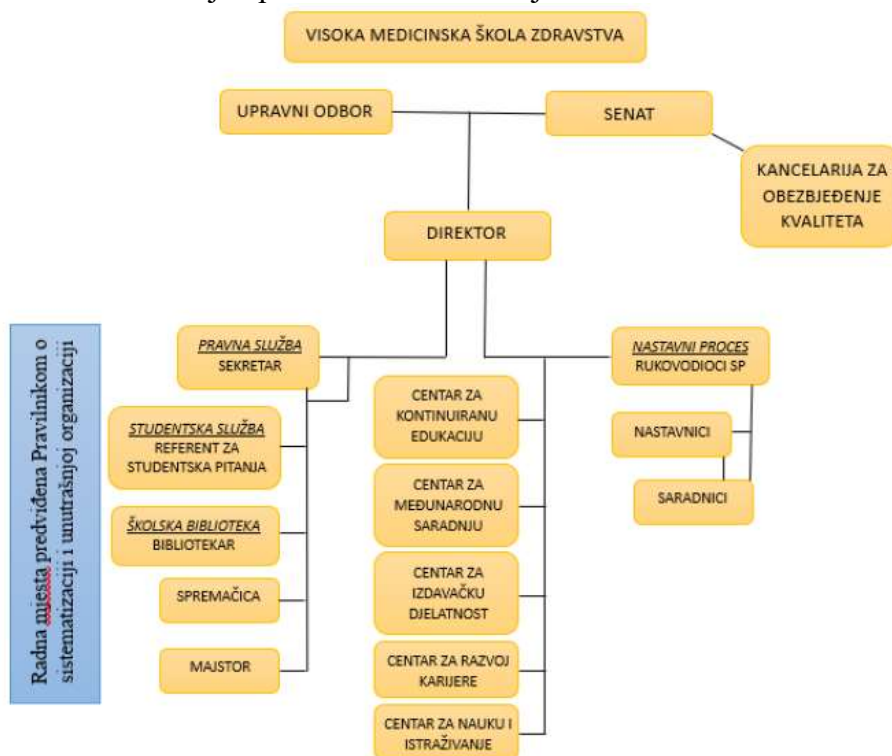 VISOKA MEDICINSKA ŠKOLA ZDRAVSTVA
UPRAVNI ODBOR
SENAT
KANCELARIJA ZA
OBEZBJEĐENJE
KVALITETA
DIREKTOR
Radna mjesta predviđena Pravilnikom o
sistematizaciji i unutrašnjoj organizaciji
PRAVNA SLUŽBA
SEKRETAR
STUDENTSKA SLUŽBA
REFERENT ZA
STUDENTSKA PITANJA
ŠKOLSKA BIBLIOTEKA
BIBLIOTEKAR
SPREMAČICA
MAJSTOR
CENTAR ZA
KONTINUIRANU
EDUKACIJU
CENTAR ZA
MEĐUNARODNU
SARADNJU
CENTAR ZA
IZDAVAČKU
DJELATNOST
CENTAR ZA RAZVOJ
KARIJERE
CENTAR ZA NAUKU I
ISTRAŽIVANJE
NASTAVNI PROCES
RUKOVODIOCI SP
NASTAVNICI
SARADNICI